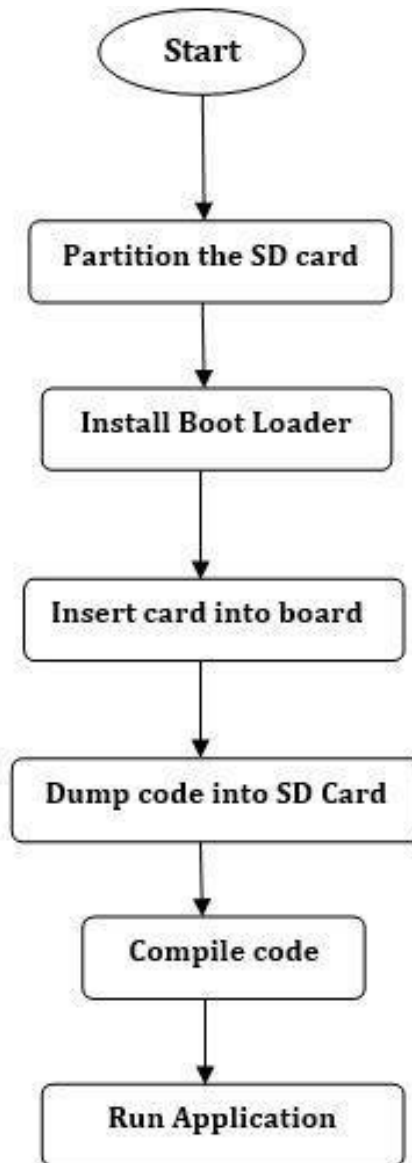 Start
Partition the SD card
Install Boot Loader
Insert card into board
Dump code into SD Card
Compile code
Run Application